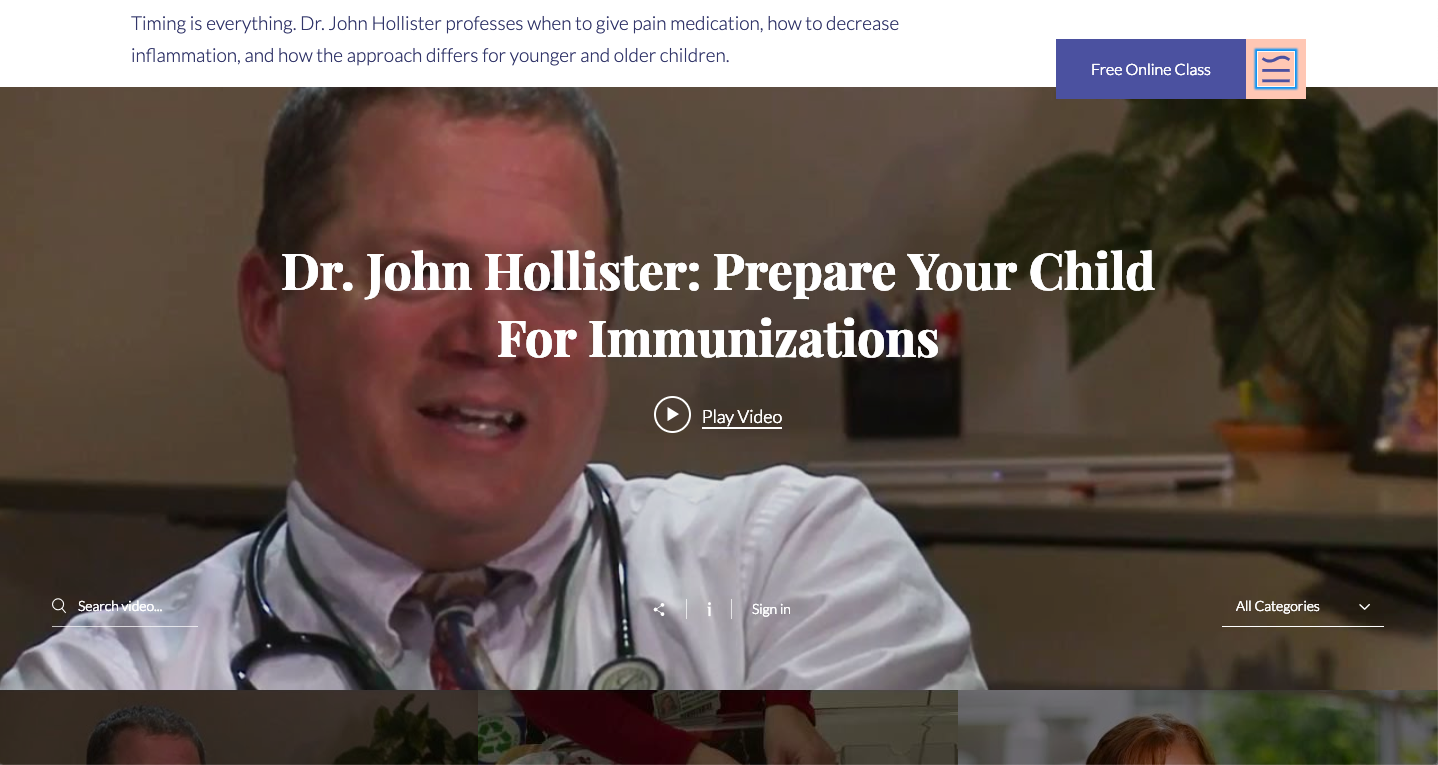 Timing is everything. Dr. John Hollister professes when to give pain medication, how to decrease
inflammation, and how the approach differs for younger and older children.
Free Online Class
Dr. John Hollister: Prepare Your Child
For Immunizations
Play Video
Search video...
Sign in
All Categories